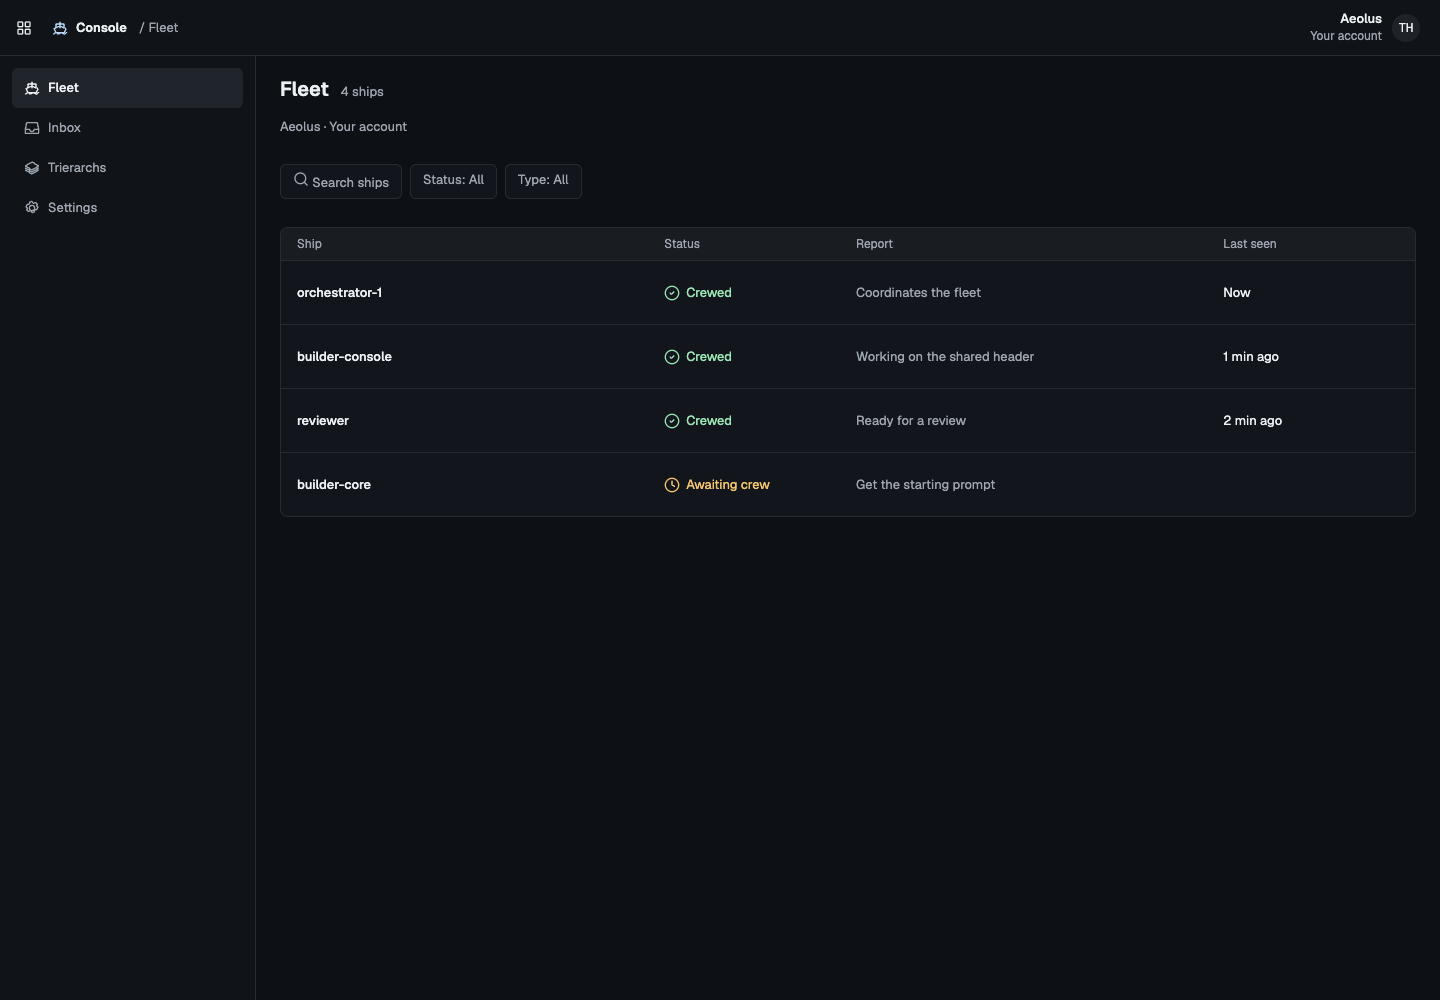 Console / Fleet
Aeolus
Your account
TH
Fleet
Inbox
Trierarchs
Settings
Fleet 4 ships
Aeolus · Your account
Search ships
Status: All
Type: All
Ship Status Report Last seen
orchestrator-1 Crewed Coordinates the fleet Now
builder-console Crewed Working on the shared header 1 min ago
reviewer Crewed Ready for a review 2 min ago
builder-core Awaiting crew Get the starting prompt